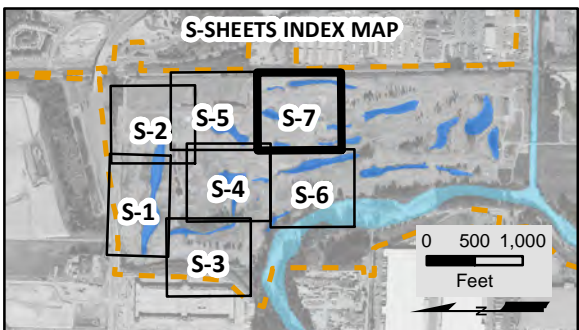 S-SHEETS INDEX MAP
S-5
S-7
S-2
S-4
S-6
S-1
S-3
0 500 1,000
Feet
N